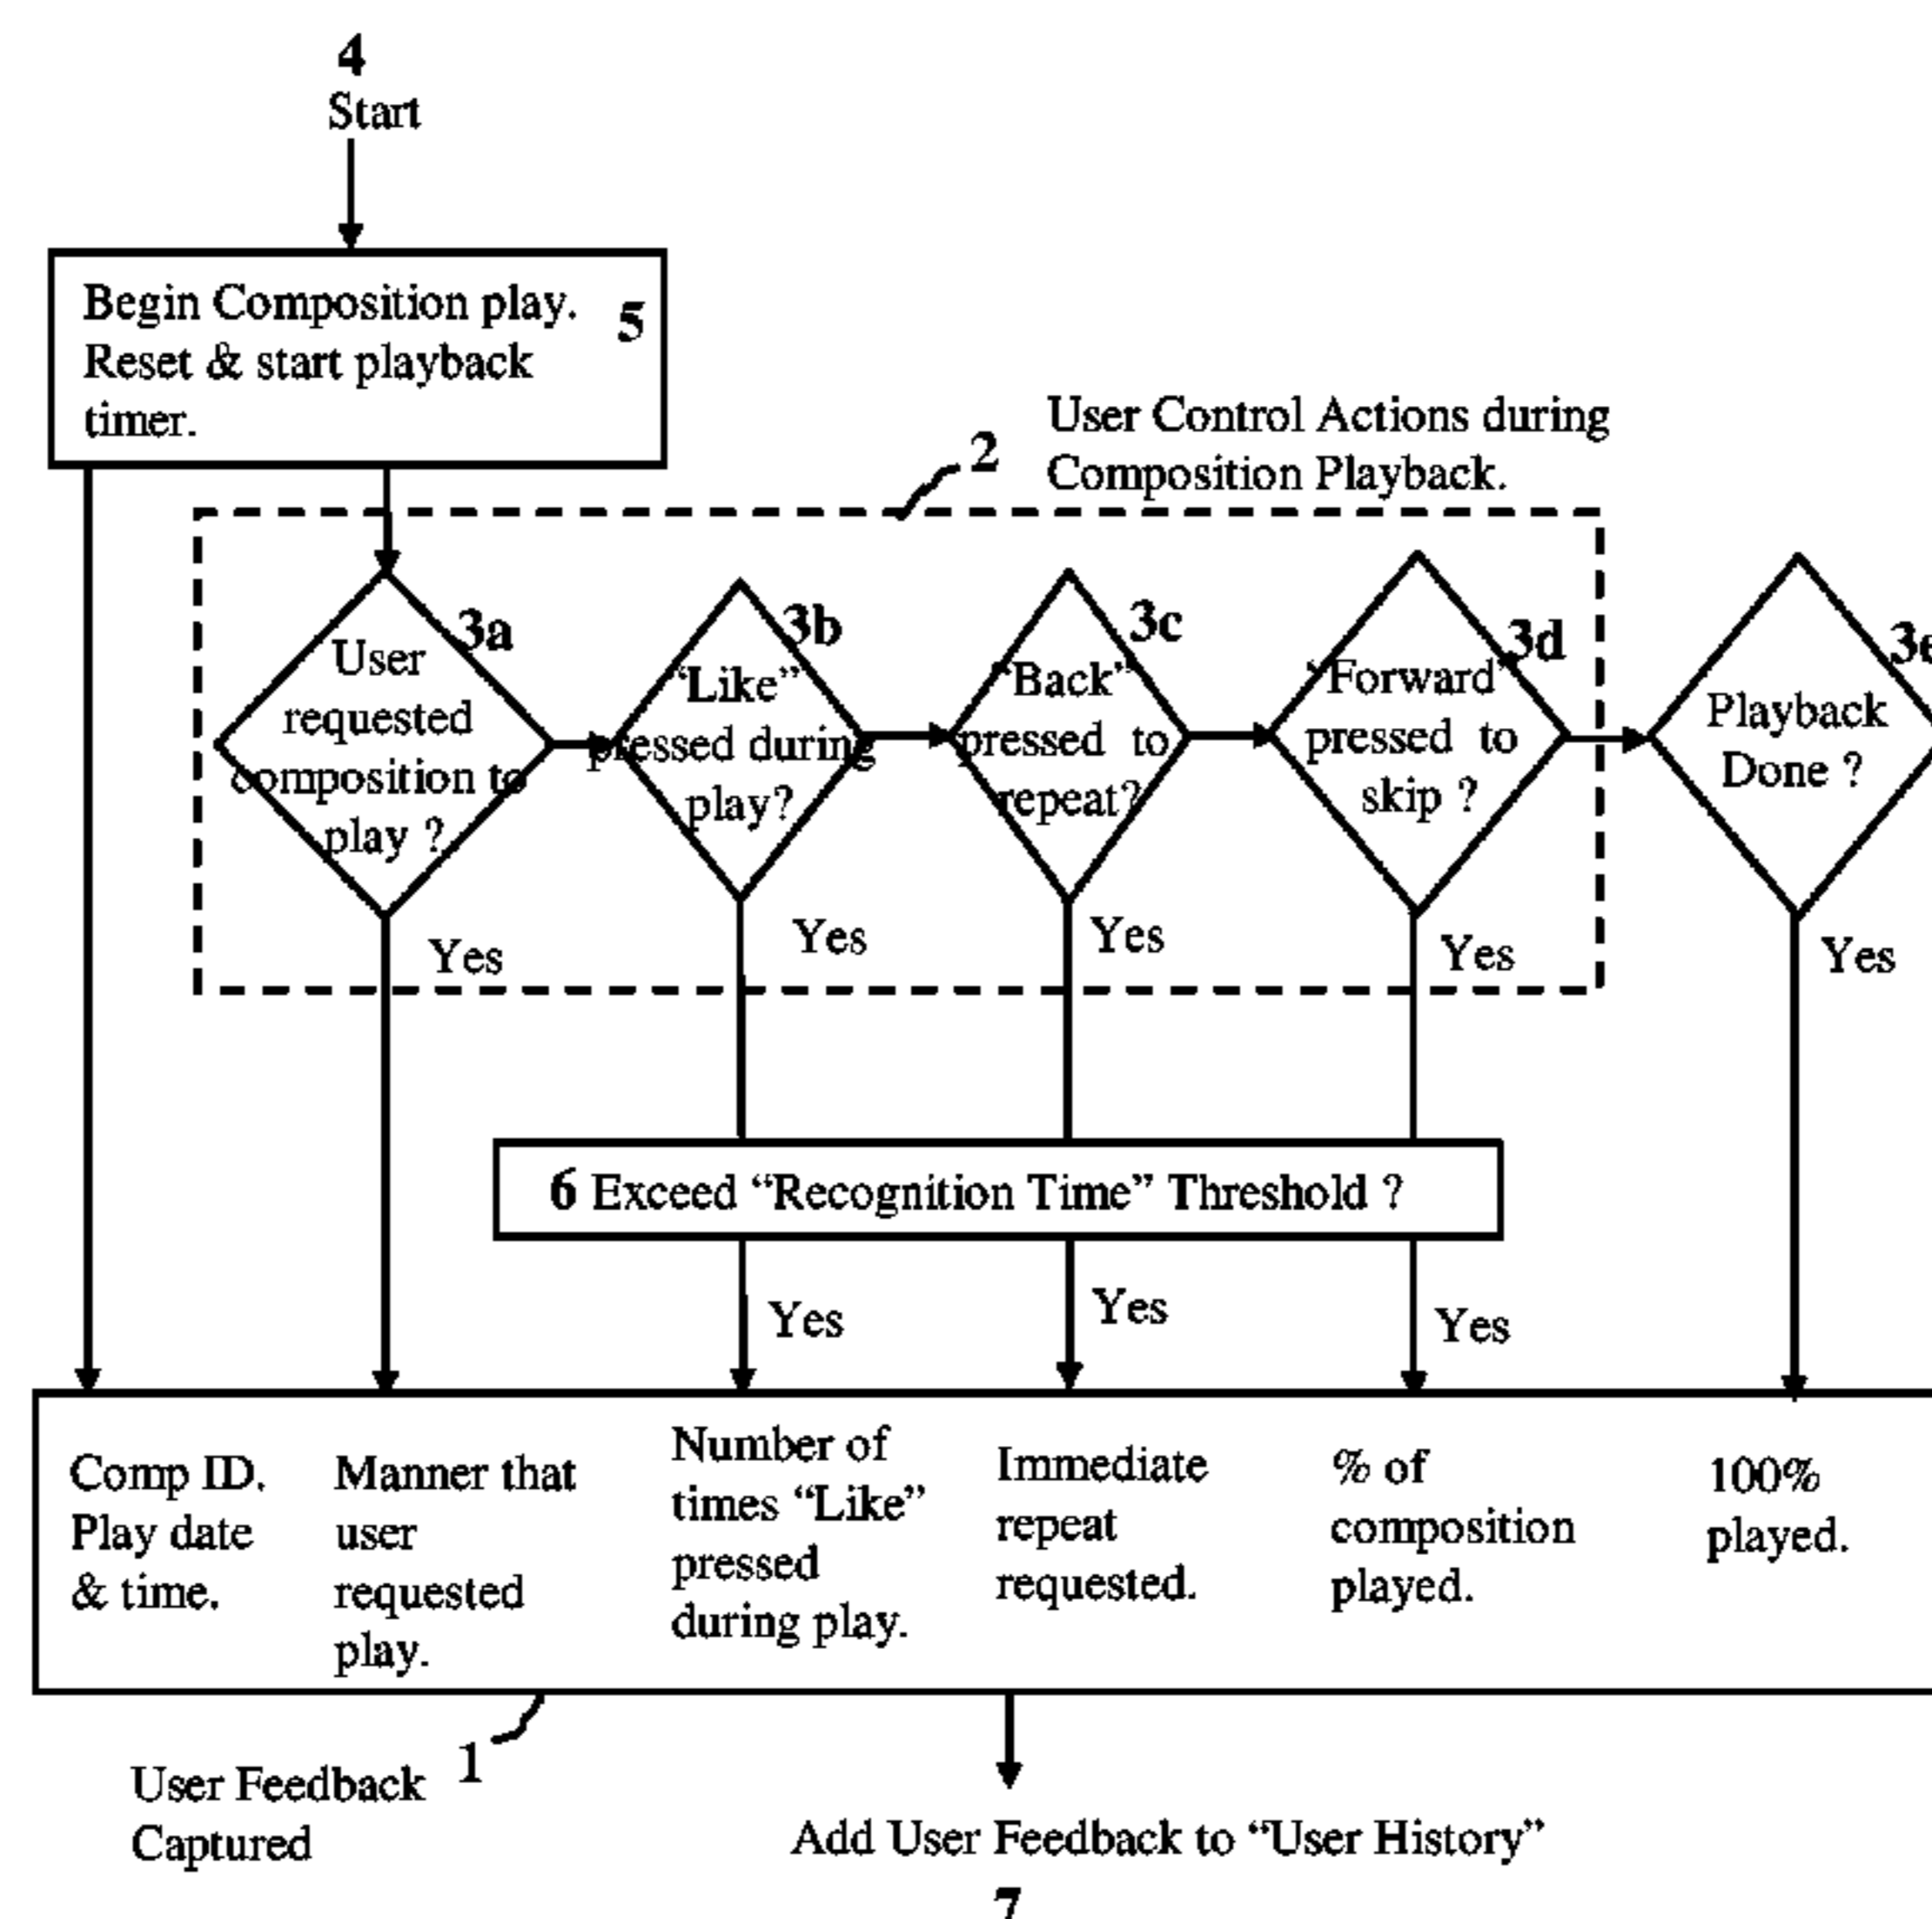 4
Start
Begin Composition play.
5
Reset & start playback
timer.
2
User Control Actions during
Composition Playback.
3a
User
requested
composition to
play ?
3b
“Like”
pressed during
play?
3c
“Back”
pressed to
repeat?
3d
“Forward”
pressed to
skip ?
3e
Playback
Done ?
Yes
Yes
Yes
Yes
Yes
6 Exceed “Recognition Time” Threshold ?
Yes
Yes
Yes
Comp ID.
Play date
& time.
Manner that
user
requested
play.
Number of
times “Like”
pressed
during play.
Immediate
repeat
requested.
% of
composition
played.
100%
played.
1
User Feedback
Captured
Add User Feedback to “User History”
7